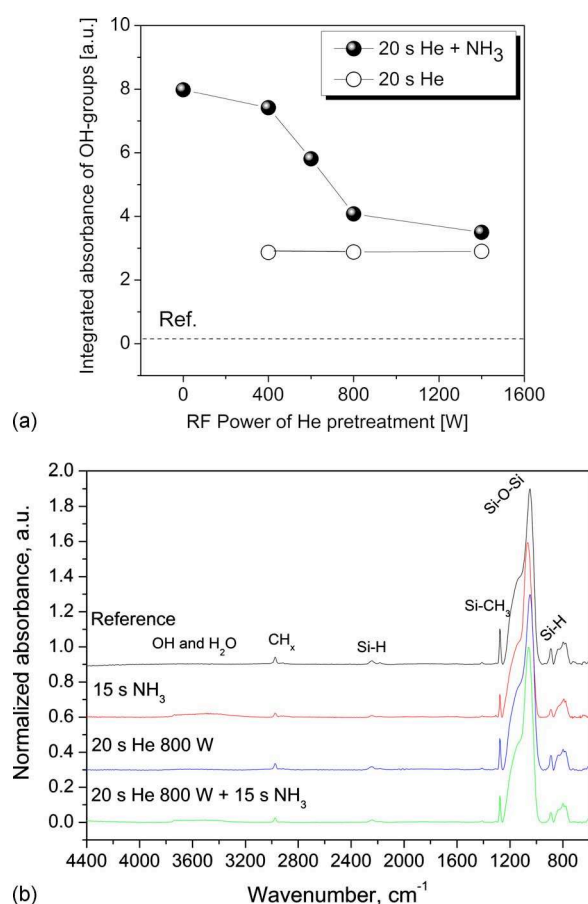 10
8
6
4
2
0
Integrated absorbance of OH-groups [a.u.]
20 s He + NH3
20 s He
Ref.
0 400 800 1200 1600
RF Power of He pretreatment [W]
(a)
2.0
1.8
1.6
1.4
1.2
1.0
0.8
0.6
0.4
0.2
0.0
Normalized absorbance, a.u.
Si-O-Si
Si-CH3
Si-H
Reference
OH and H2O
CHx
Si-H
15 s NH3
20 s He 800 W
20 s He 800 W + 15 s NH3
4400 3600 2800 2000 1200 800
Wavenumber, cm-1
(b)